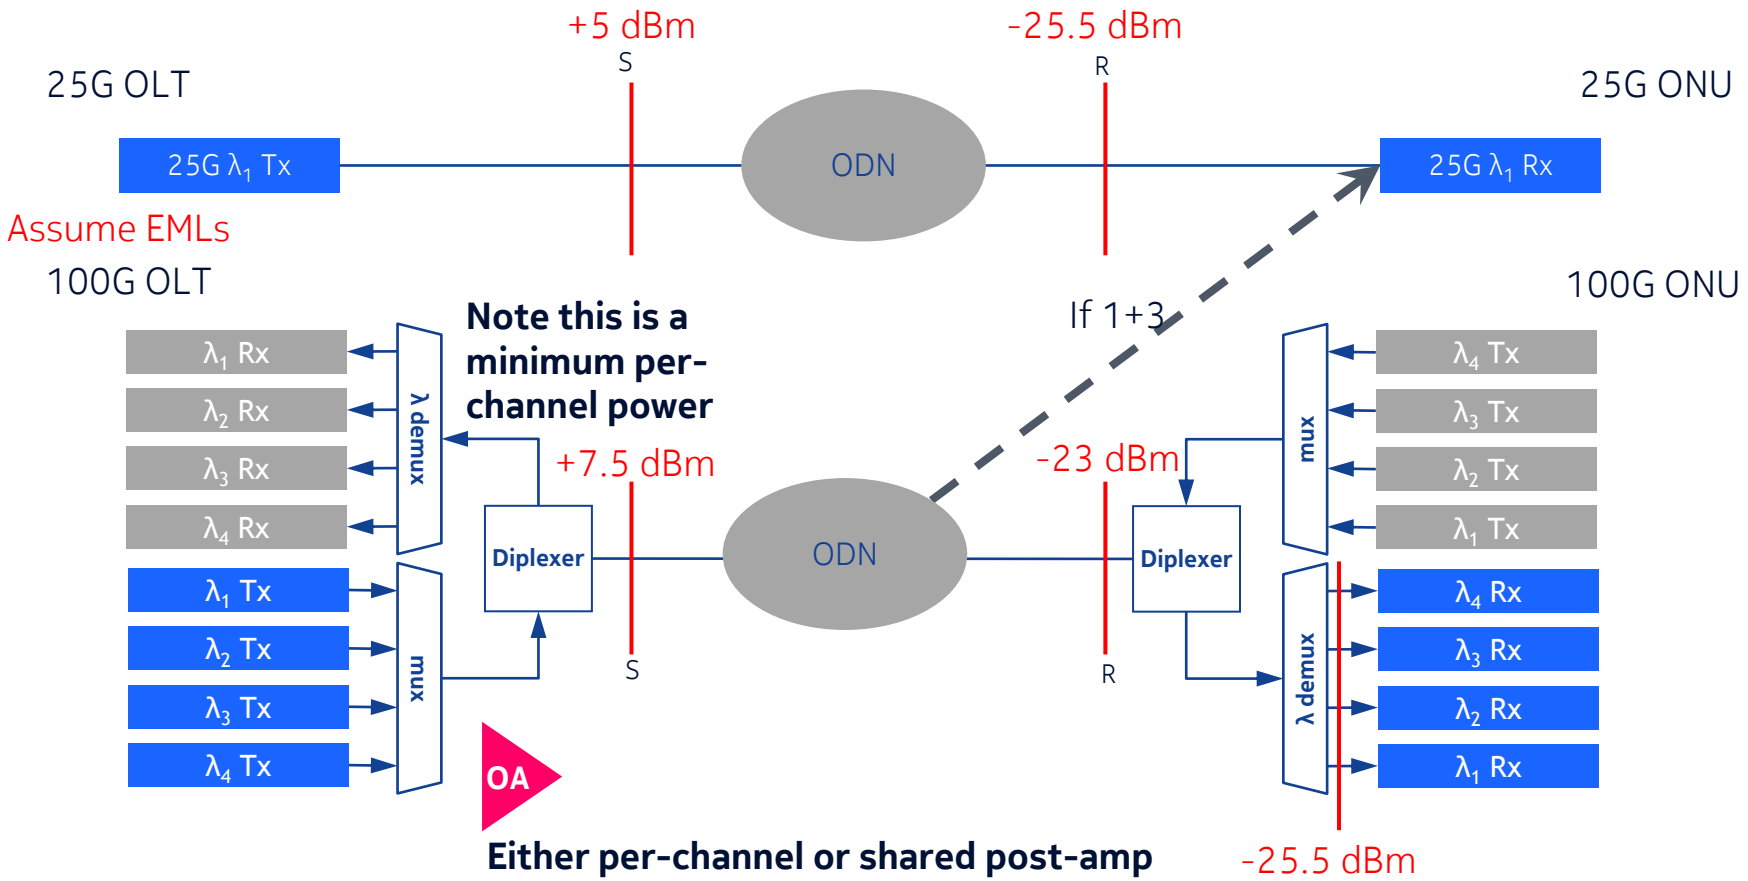 +5 dBm
-25.5 dBm
S
R
25G OLT
25G ONU
25G λ1 Tx
ODN
25G λ1 Rx
Assume EMLs
100G OLT
100G ONU
Note this is a
minimum per-
channel power
If 1+3
λ1 Rx
λ2 Rx
λ3 Rx
λ4 Rx
λ demux
λ4 Tx
λ3 Tx
λ2 Tx
λ1 Tx
mux
+7.5 dBm
-23 dBm
Diplexer
ODN
Diplexer
λ1 Tx
λ2 Tx
λ3 Tx
λ4 Tx
mux
S
R
λ demux
λ4 Rx
λ3 Rx
λ2 Rx
λ1 Rx
OA
Either per-channel or shared post-amp
-25.5 dBm